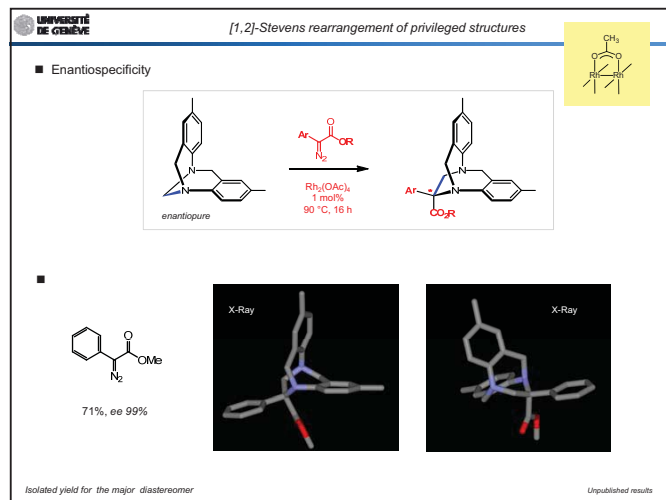 UNIVERSITÉ
DE GENÈVE
[1,2]-Stevens rearrangement of privileged structures
CH3
O O
Rh Rh
■ Enantiospecificity
O
Ar OR
N2
N
N
enantiopure
Rh2(OAc)4
1 mol%
90 °C, 16 h
N
Ar *
N
CO2R
■
O
OMe
N2
71%, ee 99%
X-Ray
X-Ray
Isolated yield for the major diastereomer
Unpublished results